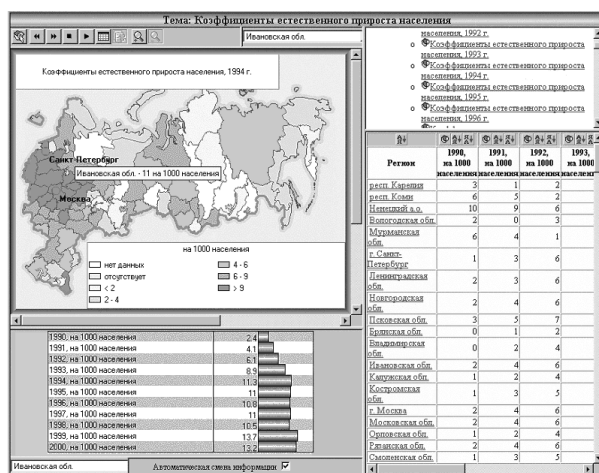 Тема: Коэффициенты естественного прироста населения
Ивановская обл.
Коэффициенты естественного прироста населения, 1994 г.
Санкт-Петербург
Ивановская обл. - 11 на 1000 населения
Москва
на 1000 населения
нет данных
отсутствует
< 2
2 - 4
4 - 6
6 - 9
> 9
населения, 1992 г.
Коэффициенты естественного прироста
населения, 1993 г.
Коэффициенты естественного прироста
населения, 1994 г.
Коэффициенты естественного прироста
населения, 1995 г.
Коэффициенты естественного прироста
населения, 1996 г.
Регион 1990, на 1000 населения 1991, на 1000 населения 1992, на 1000 населения 1993, на 1000
респ. Карелия 3 1 2
респ. Коми 6 5 2
Ненецкий а.о. 10 9 6
Вологодская обл. 2 0 3
Мурманская обл. 6 4 1
г. Санкт-Петербург 1 3 6
Ленинградская обл. 2 3 6
Новгородская обл. 2 4 6
Псковская обл. 3 5 7
Брянская обл. 0 1 2
Владимирская обл. 0 2 4
Ивановская обл. 2 4 6
Калужская обл. 1 2 4
Костромская обл. 1 3 5
г. Москва 2 4 6
Московская обл. 2 4 6
Орловская обл. 1 2 4
Рязанская обл. 2 4 6
Смоленская обл. 1 3 5
1990, на 1000 населения 2.4
1991, на 1000 населения 4.1
1992, на 1000 населения 6.1
1993, на 1000 населения 8.9
1994, на 1000 населения 11.3
1995, на 1000 населения 11
1996, на 1000 населения 10.8
1997, на 1000 населения 11
1998, на 1000 населения 10.5
1999, на 1000 населения 13.7
2000, на 1000 населения 13.2
Ивановская обл.
Автоматическая смена информации